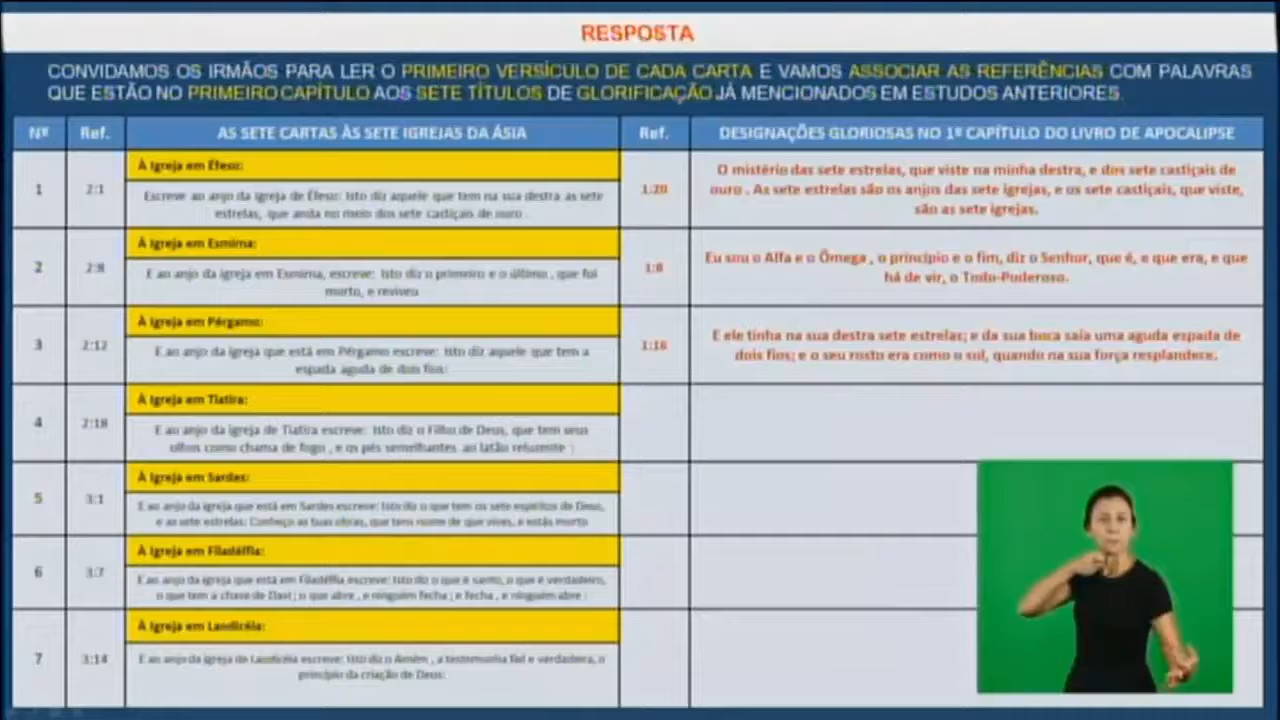 RESPOSTA
CONVIDAMOS OS IRMÃOS PARA LER O PRIMEIRO VERSÍCULO DE CADA CARTA E VAMOS ASSOCIAR AS REFERÊNCIAS COM PALAVRAS
QUE ESTÃO NO PRIMEIRO CAPÍTULO AOS SETE TÍTULOS DE GLORIFICAÇÃO JÁ MENCIONADOS EM ESTUDOS ANTERIORES.
Nº Ref. AS SETE CARTAS ÀS SETE IGREJAS DA ÁSIA Ref. DESIGNAÇÕES GLORIOSAS NO 1º CAPÍTULO DO LIVRO DE APOCALIPSE
À Igreja em Éfeso:
1 2:1
Escreve ao anjo da igreja de Éfeso: Isto diz aquele que tem na sua destra as sete
estrelas, que anda no meio dos sete castiçais de ouro .
1:20
O mistério das sete estrelas, que viste na minha destra, e dos sete castiçais de
ouro . As sete estrelas são os anjos das sete igrejas, e os sete castiçais, que viste,
são as sete igrejas.
À Igreja em Esmirna:
2 2:8
E ao anjo da igreja em Esmirna, escreve: Isto diz o primeiro e o último , que foi
morto, e reviveu
1:8
Eu sou o Alfa e o Ômega , o princípio e o fim, diz o Senhor, que é, e que era, e que
há de vir, o Todo-Poderoso.
À Igreja em Pérgamo:
3 2:12
E ao anjo da igreja que está em Pérgamo escreve: Isto diz aquele que tem a
espada aguda de dois fios:
1:16
E ele tinha na sua destra sete estrelas; e da sua boca saía uma aguda espada de
dois fios; e o seu rosto era como o sol, quando na sua força resplandece.
À Igreja em Tiatira:
4 2:18
E ao anjo da igreja de Tiatira escreve: Isto diz o Filho de Deus, que tem seus
olhos como chama de fogo , e os pés semelhantes ao latão reluzente :
À Igreja em Sardes:
5 3:1
E ao anjo da igreja que está em Sardes escreve: Isto diz o que tem os sete espíritos de Deus,
e as sete estrelas: Conheço as tuas obras, que tens nome de que vives, e estás morto
À Igreja em Filadélfia:
6 3:7
E ao anjo da igreja que está em Filadélfia escreve: Isto diz o que é santo, o que é verdadeiro,
o que tem a chave de Davi; o que abre , e ninguém fecha ; e fecha , e ninguém abre :
À Igreja em Laodicéia:
7 3:14
E ao anjo da igreja de Laodicéia escreve: Isto diz o Amém , a testemunha fiel e verdadeira, o
princípio da criação de Deus: